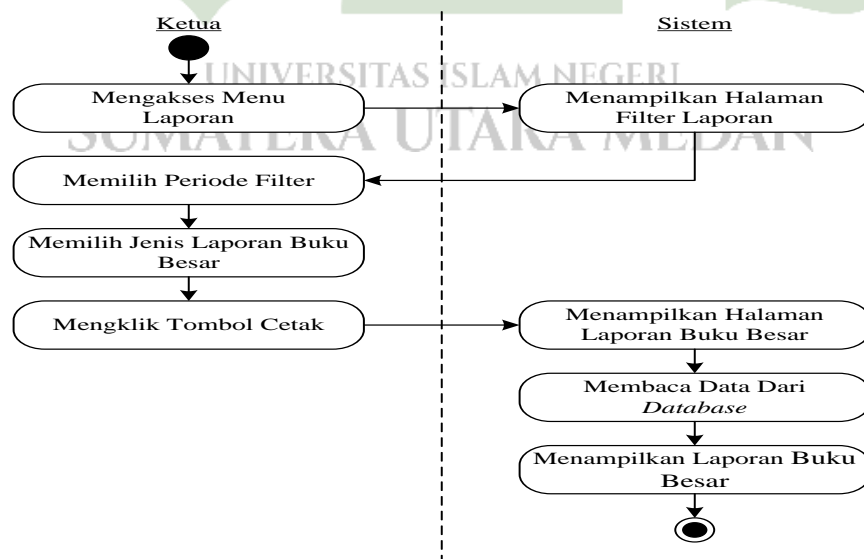 Ketua
Sistem
UNIVERSITAS ISLAM NEGERI
SUMATERA UTARA MEDAN
Mengakses Menu
Laporan
Menampilkan Halaman
Filter Laporan
Memilih Periode Filter
Memilih Jenis Laporan Buku
Besar
Mengklik Tombol Cetak
Menampilkan Halaman
Laporan Buku Besar
Membaca Data Dari
Database
Menampilkan Laporan Buku
Besar